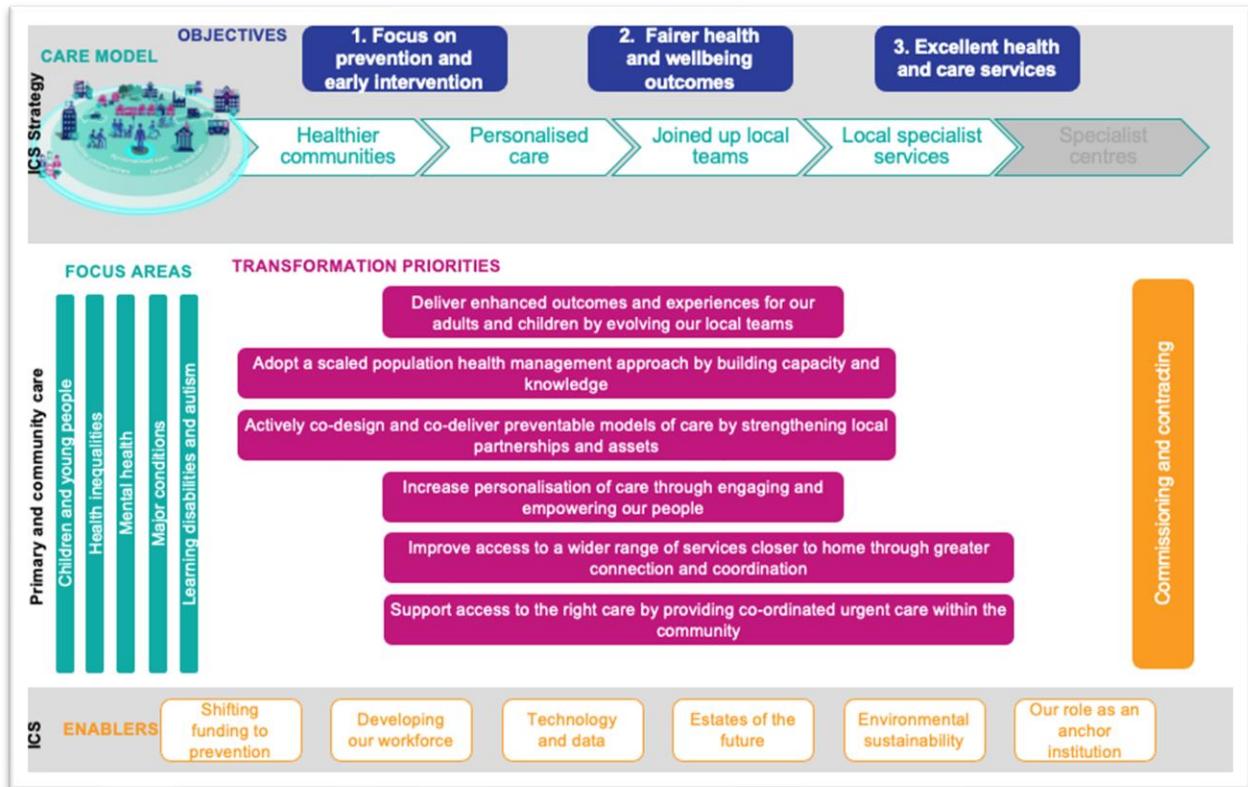 OBJECTIVES
1. Focus on
prevention and
early intervention
2. Fairer health
and wellbeing
outcomes
3. Excellent health
and care services
CARE MODEL
ICS Strategy
Healthier
communities
Personalised
care
Joined up local
teams
Local specialist
services
Specialist
centres
FOCUS AREAS
TRANSFORMATION PRIORITIES
Primary and community care
Children and young people
Health inequalities
Mental health
Major conditions
Learning disabilities and autism
Deliver enhanced outcomes and experiences for our
adults and children by evolving our local teams
Adopt a scaled population health management approach by building capacity and
knowledge
Actively co-design and co-deliver preventable models of care by strengthening local
partnerships and assets
Increase personalisation of care through engaging and
empowering our people
Improve access to a wider range of services closer to home through greater
connection and coordination
Support access to the right care by providing co-ordinated urgent care within the
community
Commissioning and contracting
ICS
ENABLERS
Shifting
funding to
prevention
Developing
our workforce
Technology
and data
Estates of the
future
Environmental
sustainability
Our role as an
anchor
institution